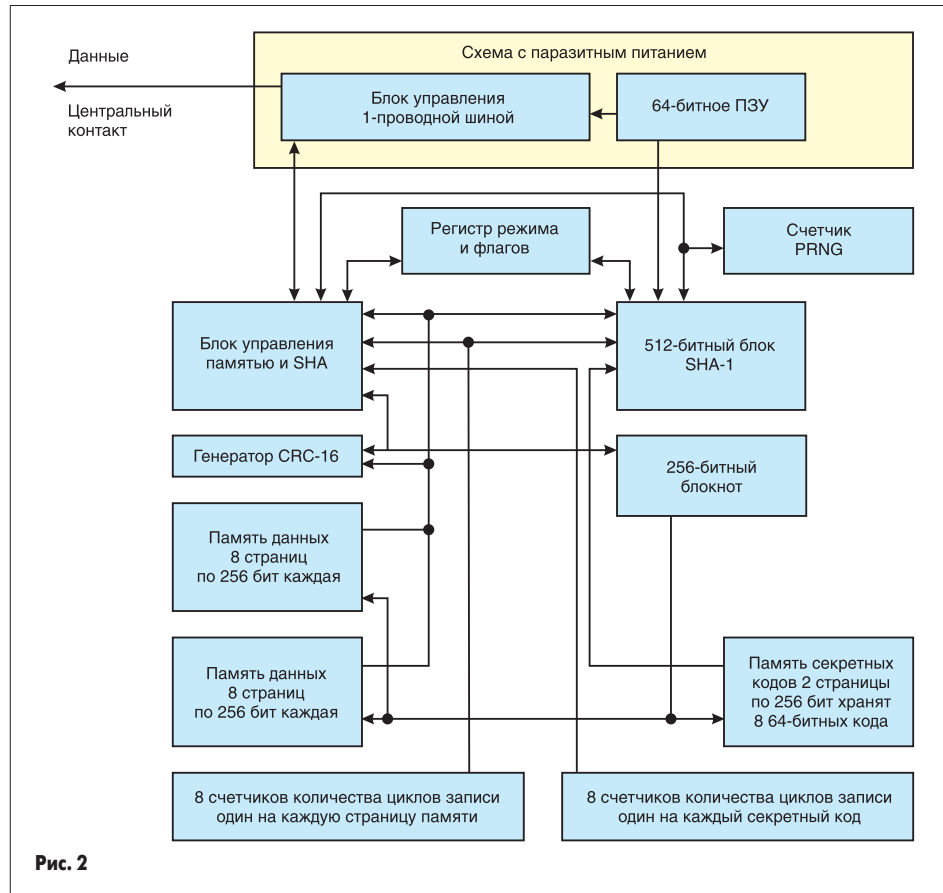 Данные
Центральный
контакт
Схема с паразитным питанием
Блок управления
1-проводной шиной
64-битное ПЗУ
Регистр режима
и флагов
Счетчик
PRNG
Блок управления
памятью и SHA
512-битный блок
SHA-1
Генератор CRC-16
256-битный
блокнот
Память данных
8 страниц
по 256 бит каждая
Память данных
8 страниц
по 256 бит каждая
Память секретных
кодов 2 страницы
по 256 бит хранят
8 64-битных кода
8 счетчиков количества циклов записи
один на каждую страницу памяти
8 счетчиков количества циклов записи
один на каждый секретный код
Рис. 2